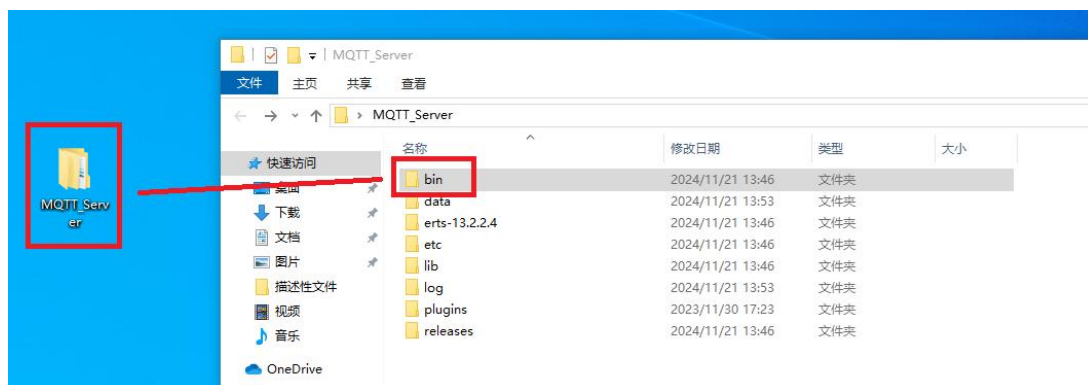 MQTT_Server
文件 主页 共享 查看
MQTT_Server
名称 修改日期 类型 大小
快速访问
桌面
下载
文档
图片
描述性文件
视频
音乐
OneDrive
bin 2024/11/21 13:46 文件夹
data 2024/11/21 13:53 文件夹
erts-13.2.2.4 2024/11/21 13:46 文件夹
etc 2024/11/21 13:46 文件夹
lib 2024/11/21 13:46 文件夹
log 2024/11/21 13:53 文件夹
plugins 2023/11/30 17:23 文件夹
releases 2024/11/21 13:46 文件夹
MQTT_Serv
er